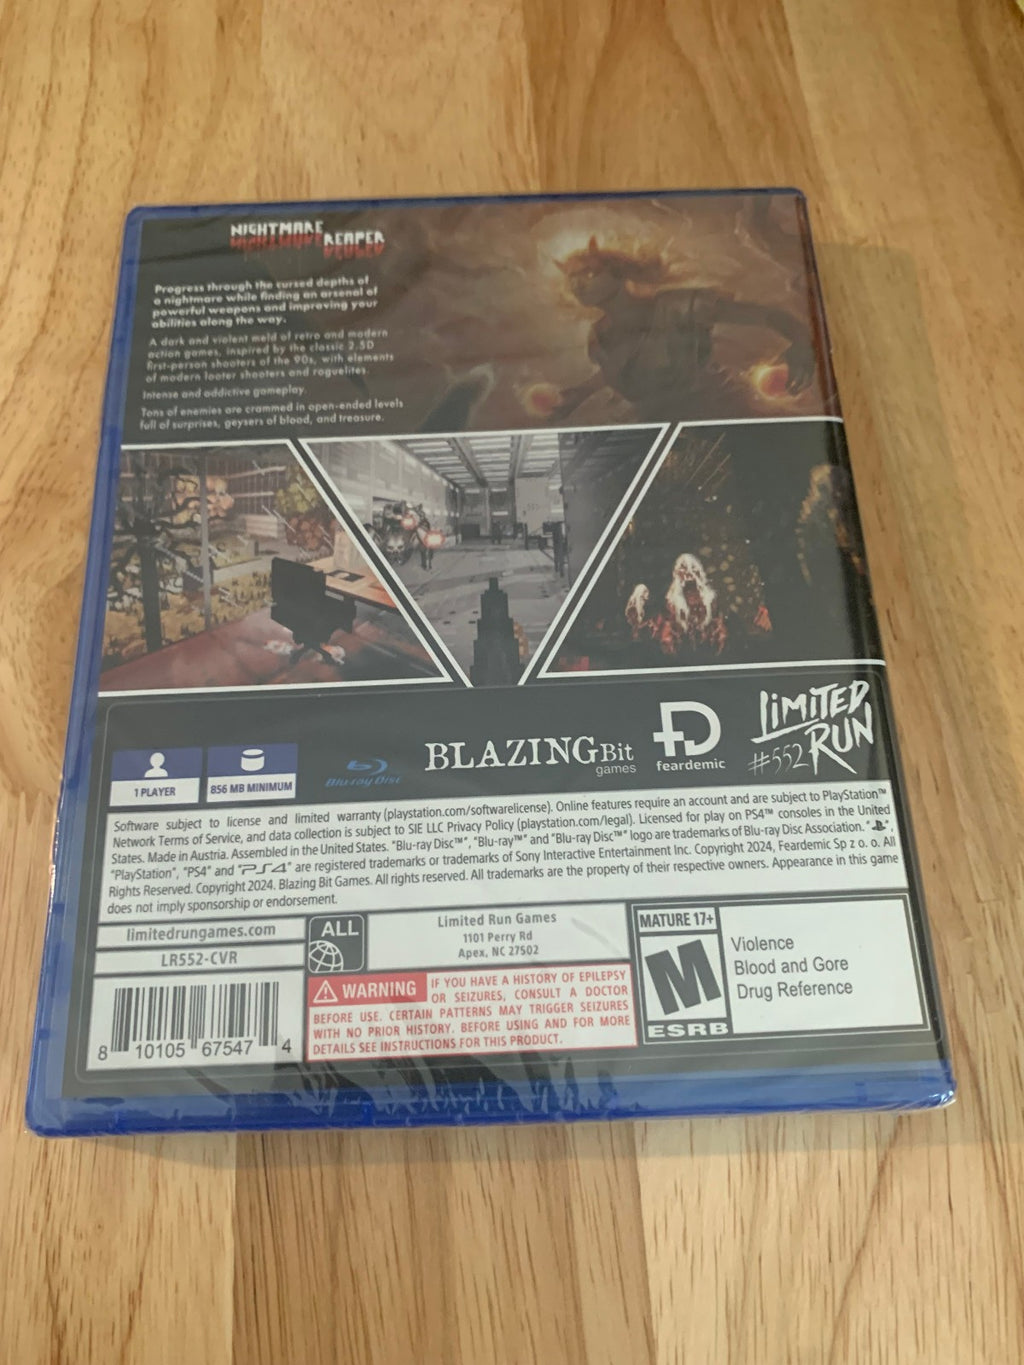 NIGHTMARE
REAPER
Progress through the cursed depths of
a nightmare while finding an arsenal of
powerful weapons and improving your
abilities along the way.
A dark and violent meld of retro and modern
action games, inspired by the classic 2.5D
first-person shooters of the 90s, with elements
of modern looter shooters and roguelites.
Intense and addictive gameplay.
Tons of enemies are crammed in open-ended levels
full of surprises, geysers of blood, and treasure.
1 PLAYER
856 MB MINIMUM
Blu-ray Disc
BLAZINGBit
games
feardemic
LiMiTED
RUN
#552
Software subject to license and limited warranty (playstation.com/softwarelicense). Online features require an account and are subject to PlayStation™
Network Terms of Service, and data collection is subject to SIE LLC Privacy Policy (playstation.com/legal). Licensed for play on PS4™ consoles in the United
States. Made in Austria. Assembled in the United States. "Blu-ray Disc™", "Blu-ray™" and "Blu-ray Disc™" logo are trademarks of Blu-ray Disc Association. "PS",
"PlayStation", "PS4" and "PS4" are registered trademarks or trademarks of Sony Interactive Entertainment Inc. Copyright 2024, Feardemic Sp z o. o. All
Rights Reserved. Copyright 2024. Blazing Bit Games. All rights reserved. All trademarks are the property of their respective owners. Appearance in this game
does not imply sponsorship or endorsement.
limitedrungames.com
LR552-CVR
ALL
Limited Run Games
1101 Perry Rd
Apex, NC 27502
8 10105 67547 4
WARNING IF YOU HAVE A HISTORY OF EPILEPSY
OR SEIZURES, CONSULT A DOCTOR
BEFORE USE. CERTAIN PATTERNS MAY TRIGGER SEIZURES
WITH NO PRIOR HISTORY. BEFORE USING AND FOR MORE
DETAILS SEE INSTRUCTIONS FOR THIS PRODUCT.
MATURE 17+
M
ESRB
Violence
Blood and Gore
Drug Reference